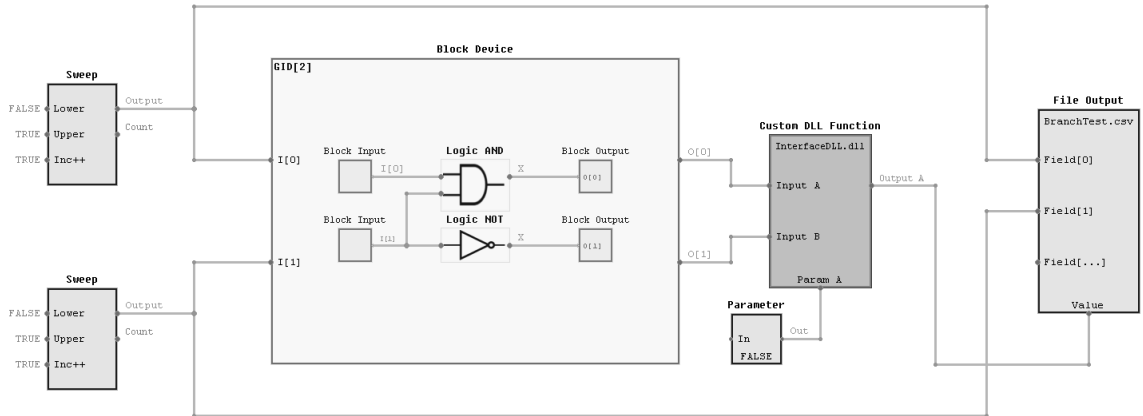 Sweep
FALSE Lower Output
TRUE Upper Count
TRUE Inc++
Sweep
FALSE Lower Output
TRUE Upper Count
TRUE Inc++
Block Device
GID[2]
I[0]
I[1]
Block Input
I[0]
Logic AND
X
Block Output
O[0]
Block Input
I[1]
Logic NOT
X
Block Output
O[1]
O[0]
O[1]
Custom DLL Function
InterfaceDLL.dll
Input A
Output A
Input B
Param A
Parameter
In
Out
FALSE
File Output
BranchTest.csv
Field[0]
Field[1]
Field[...]
Value